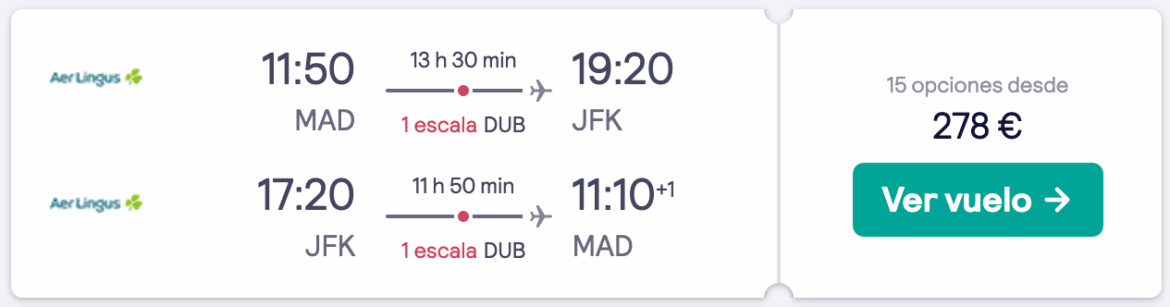 Aer Lingus
11:50
13 h 30 min
19:20
MAD
1 escala DUB
JFK
Aer Lingus
17:20
11 h 50 min
11:10+1
JFK
1 escala DUB
MAD
15 opciones desde
278 €
Ver vuelo →